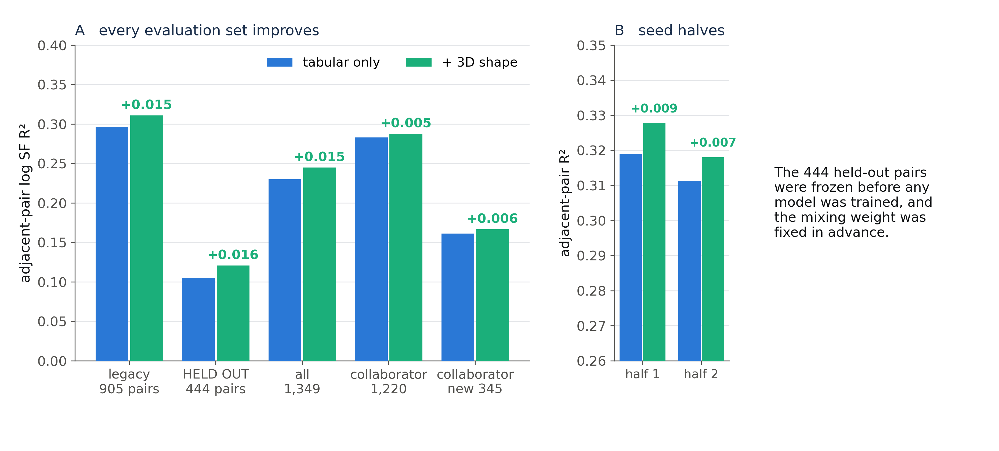 A every evaluation set improves
0.40
0.35
0.30
0.25
0.20
0.15
0.10
0.05
0.00
adjacent-pair log SF R²
tabular only
+ 3D shape
+0.015
+0.016
+0.015
+0.005
+0.006
legacy
905 pairs
HELD OUT
444 pairs
all
1,349
collaborator
1,220
collaborator
new 345
B seed halves
0.35
0.34
0.33
0.32
0.31
0.30
0.29
0.28
0.27
0.26
adjacent-pair R²
+0.009
+0.007
half 1
half 2
The 444 held-out pairs
were frozen before any
model was trained, and
the mixing weight was
fixed in advance.